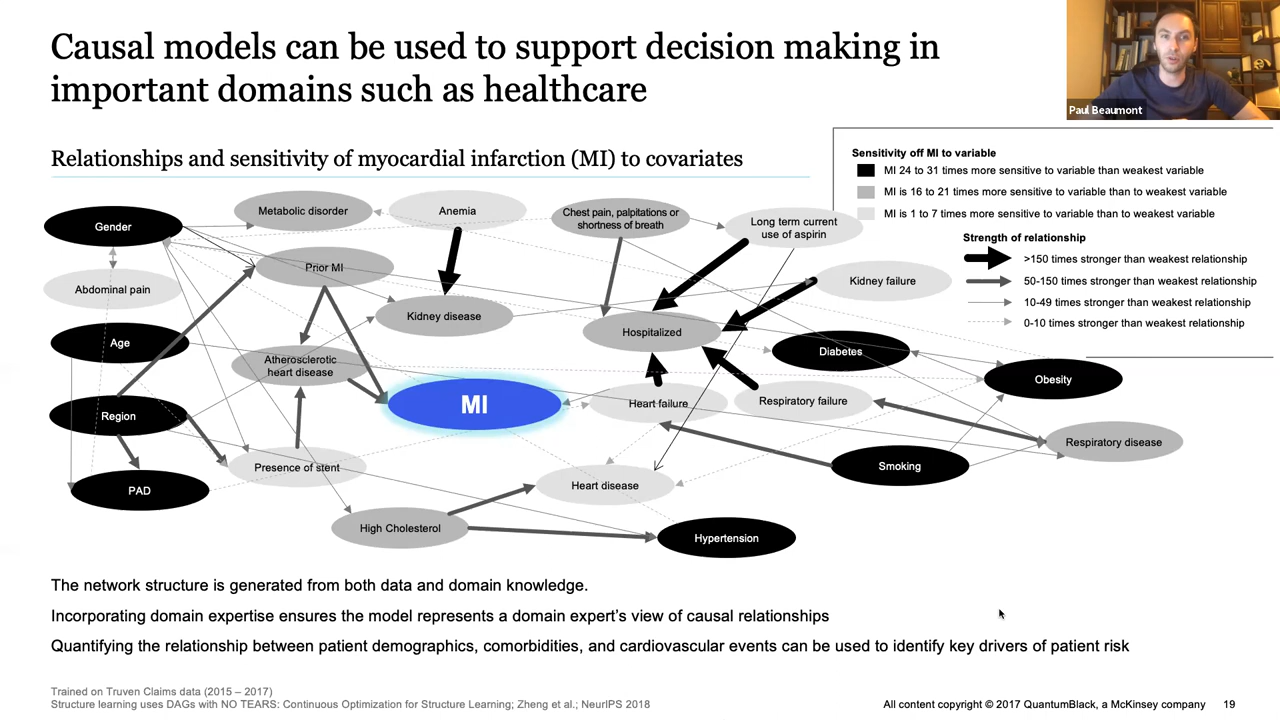 Causal models can be used to support decision making in
important domains such as healthcare
Paul Beaumont
Relationships and sensitivity of myocardial infarction (MI) to covariates
Sensitivity off MI to variable
MI 24 to 31 times more sensitive to variable than weakest variable
MI is 16 to 21 times more sensitive to variable than to weakest variable
MI is 1 to 7 times more sensitive to variable than to weakest variable
Strength of relationship
>150 times stronger than weakest relationship
50-150 times stronger than weakest relationship
10-49 times stronger than weakest relationship
0-10 times stronger than weakest relationship
Gender
Metabolic disorder
Anemia
Chest pain, palpitations or
shortness of breath
Long term current
use of aspirin
Prior MI
Abdominal pain
Kidney failure
Kidney disease
Hospitalized
Age
Diabetes
Atherosclerotic
heart disease
Obesity
MI
Heart failure
Respiratory failure
Region
Respiratory disease
Presence of stent
Smoking
PAD
Heart disease
High Cholesterol
Hypertension
The network structure is generated from both data and domain knowledge.
Incorporating domain expertise ensures the model represents a domain expert's view of causal relationships
Quantifying the relationship between patient demographics, comorbidities, and cardiovascular events can be used to identify key drivers of patient risk
Trained on Truven Claims data (2015 – 2017)
Structure learning uses DAGs with NO TEARS: Continuous Optimization for Structure Learning; Zheng et al.; NeurIPS 2018
All content copyright © 2017 QuantumBlack, a McKinsey company
19